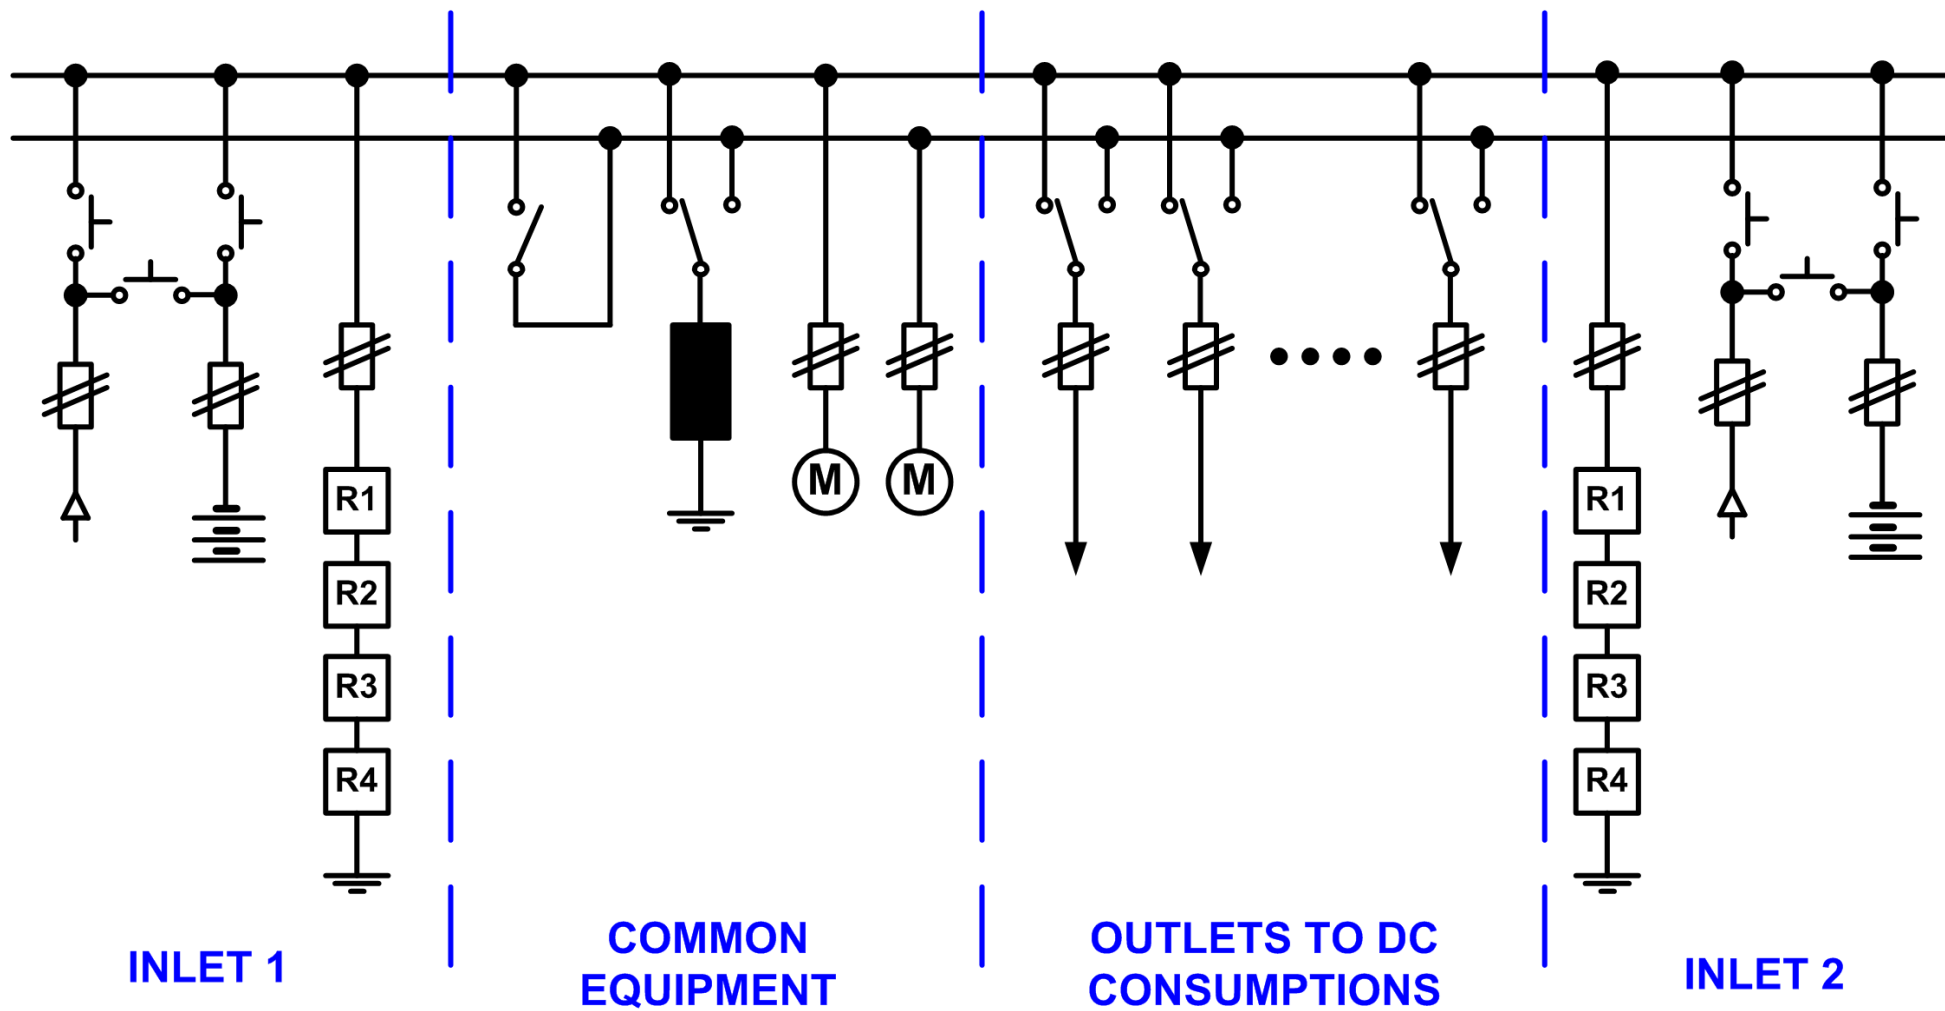 M
M
R1
R2
R3
R4
R1
R2
R3
R4
INLET 1
COMMON
EQUIPMENT
OUTLETS TO DC
CONSUMPTIONS
INLET 2